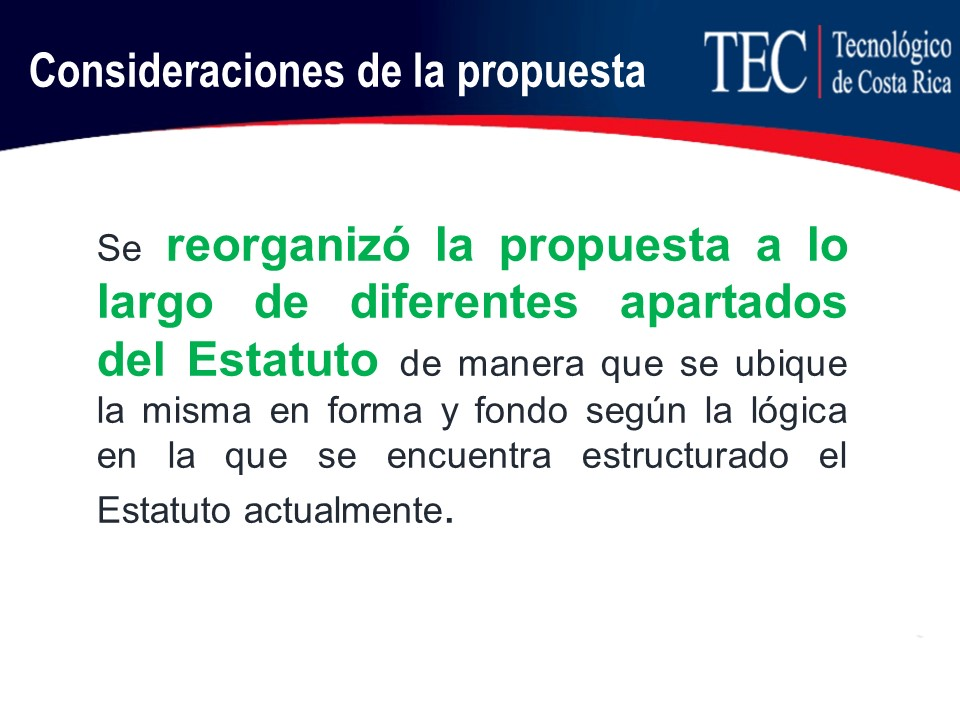 Consideraciones de la propuesta
TEC
Tecnológico
de Costa Rica
Se reorganizó la propuesta a lo
largo de diferentes apartados
del Estatuto de manera que se ubique
la misma en forma y fondo según la lógica
en la que se encuentra estructurado el
Estatuto actualmente.